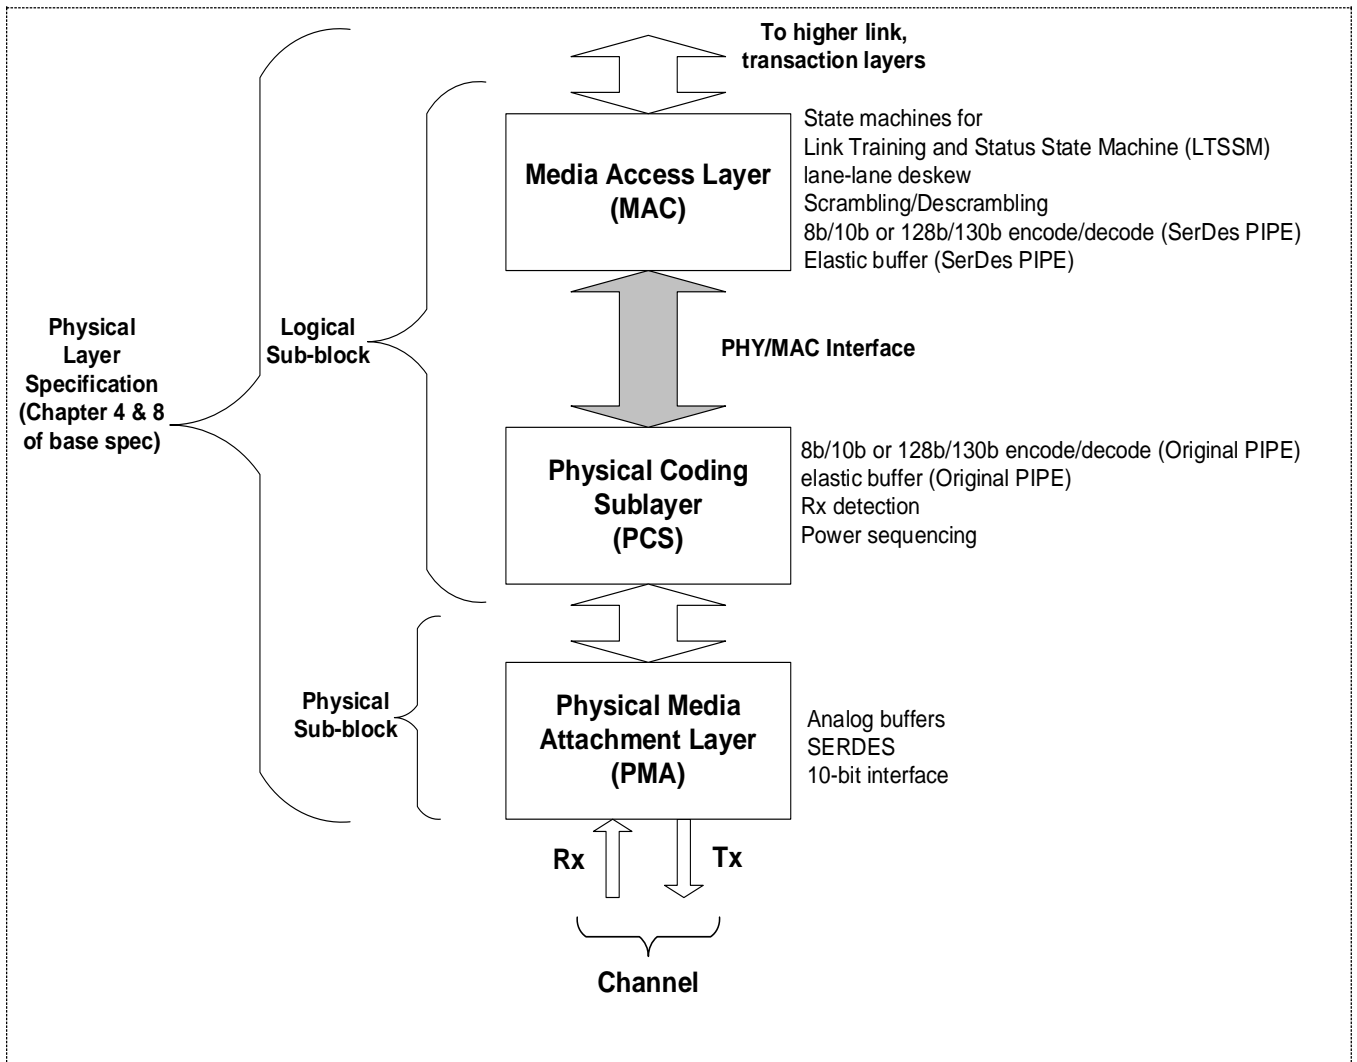 To higher link,
transaction layers
Media Access Layer
(MAC)
State machines for
Link Training and Status State Machine (LTSSM)
lane-lane deskew
Scrambling/Descrambling
8b/10b or 128b/130b encode/decode (SerDes PIPE)
Elastic buffer (SerDes PIPE)
Physical
Layer
Specification
(Chapter 4 & 8
of base spec)
Logical
Sub-block
PHY/MAC Interface
Physical Coding
Sublayer
(PCS)
8b/10b or 128b/130b encode/decode (Original PIPE)
elastic buffer (Original PIPE)
Rx detection
Power sequencing
Physical
Sub-block
Physical Media
Attachment Layer
(PMA)
Analog buffers
SERDES
10-bit interface
Rx
Tx
Channel